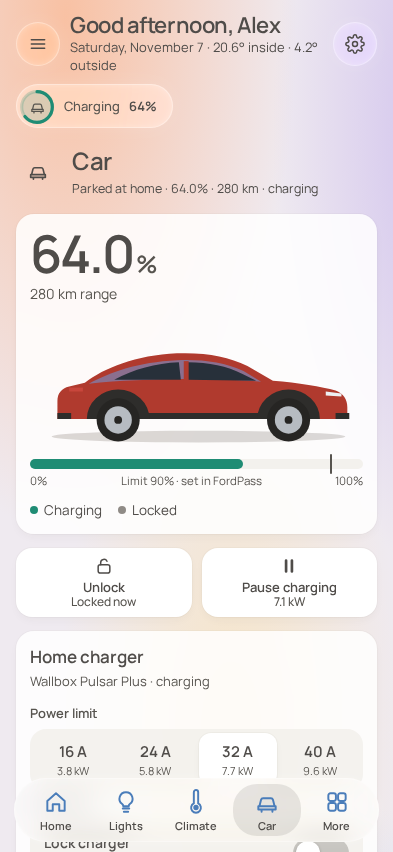 Good afternoon, Alex
Saturday, November 7 · 20.6° inside · 4.2°
outside
Charging 64%
Car
Parked at home · 64.0% · 280 km · charging
64.0%
280 km range
0% Limit 90% · set in FordPass 100%
Charging Locked
Unlock
Locked now
Pause charging
7.1 kW
Home charger
Wallbox Pulsar Plus · charging
Power limit
16 A 24 A 32 A 40 A
3.8 kW 5.8 kW 7.7 kW 9.6 kW
Home Lights Climate Car More
Lock charger